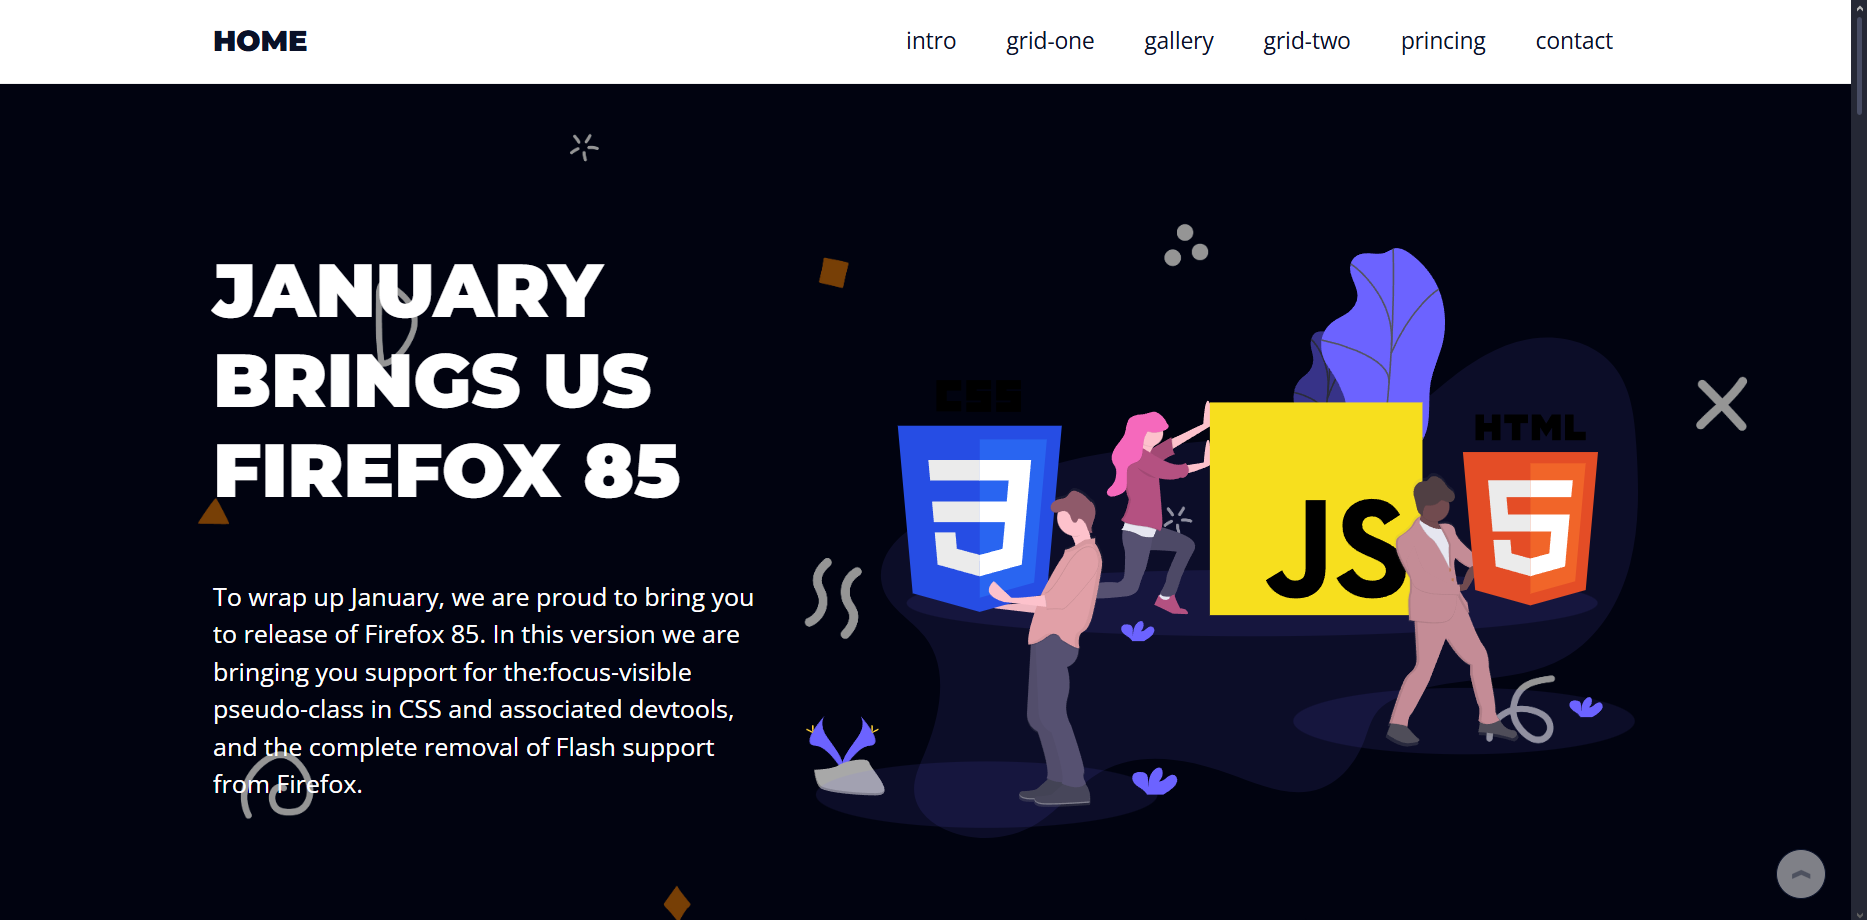 HOME
intro grid-one gallery grid-two princing contact
JANUARY
BRINGS US
FIREFOX 85
To wrap up January, we are proud to bring you
to release of Firefox 85. In this version we are
bringing you support for the:focus-visible
pseudo-class in CSS and associated devtools,
and the complete removal of Flash support
from Firefox.
CSS
3
JS
HTML
5